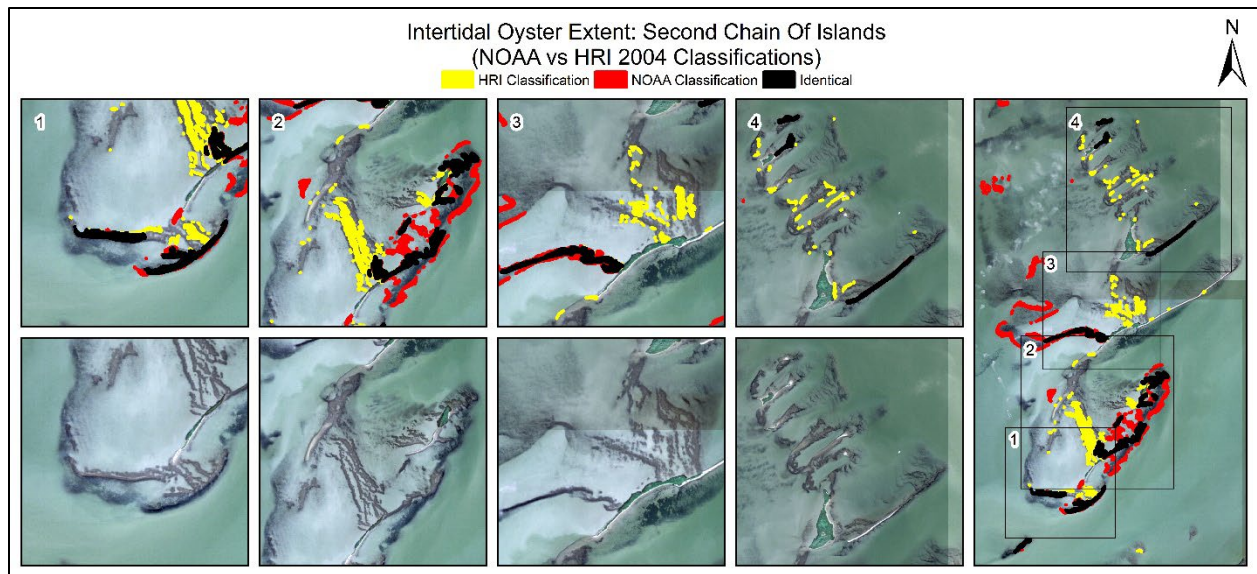 Intertidal Oyster Extent: Second Chain Of Islands
(NOAA vs HRI 2004 Classifications)
HRI Classification NOAA Classification Identical
N
1
2
3
4
4
3
2
1